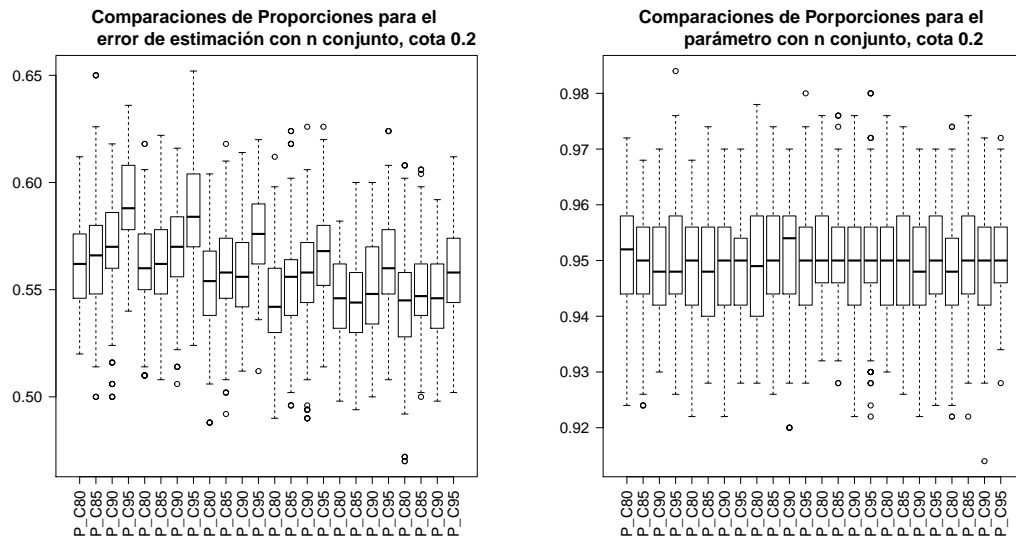 Comparaciones de Proporciones para el
error de estimación con n conjunto, cota 0.2
0.65
0.60
0.55
0.50
P_C80
P_C85
P_C90
P_C95
P_C80
P_C85
P_C90
P_C95
P_C80
P_C85
P_C90
P_C95
P_C80
P_C85
P_C90
P_C95
P_C80
P_C85
P_C90
P_C95
P_C80
P_C85
P_C90
P_C95
Comparaciones de Porporciones para el
parámetro con n conjunto, cota 0.2
0.98
0.97
0.96
0.95
0.94
0.93
0.92
P_C80
P_C85
P_C90
P_C95
P_C80
P_C85
P_C90
P_C95
P_C80
P_C85
P_C90
P_C95
P_C80
P_C85
P_C90
P_C95
P_C80
P_C85
P_C90
P_C95
P_C80
P_C85
P_C90
P_C95